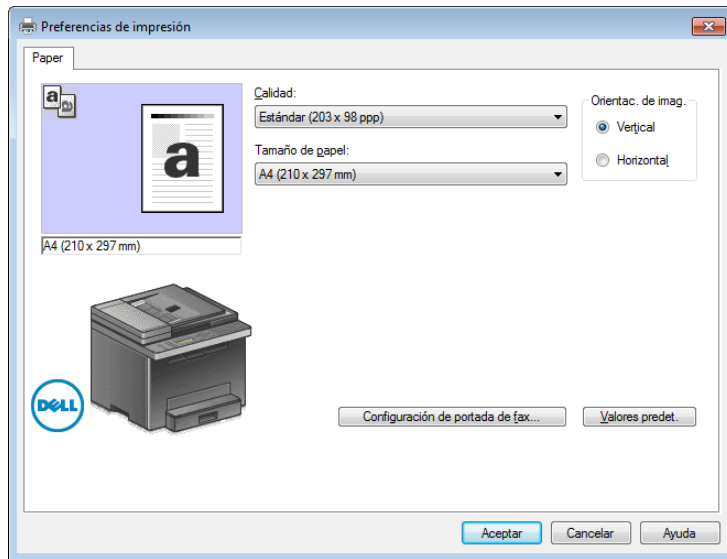 Preferencias de impresión
Paper
a
a
a
Calidad:
Estándar (203 x 98 ppp)
Tamaño de papel:
A4 (210 x 297 mm)
Orientac. de imag.
Vertical
Horizontal
A4 (210 x 297 mm)
DELL
Configuración de portada de fax...
Valores predet.
Aceptar
Cancelar
Ayuda